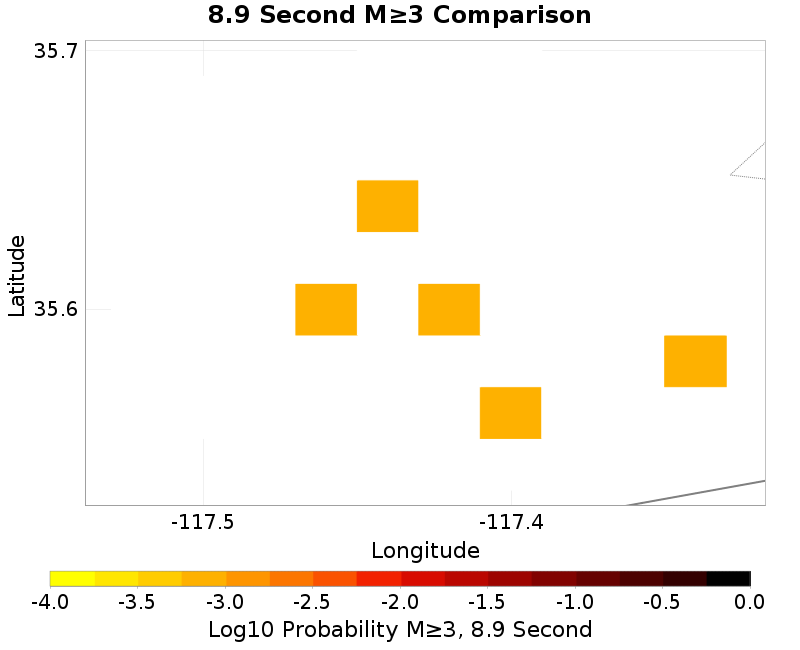 8.9 Second M≥3 Comparison
35.7
35.6
Latitude
-117.5 -117.4
Longitude
-4.0 -3.5 -3.0 -2.5 -2.0 -1.5 -1.0 -0.5 0.0
Log10 Probability M≥3, 8.9 Second